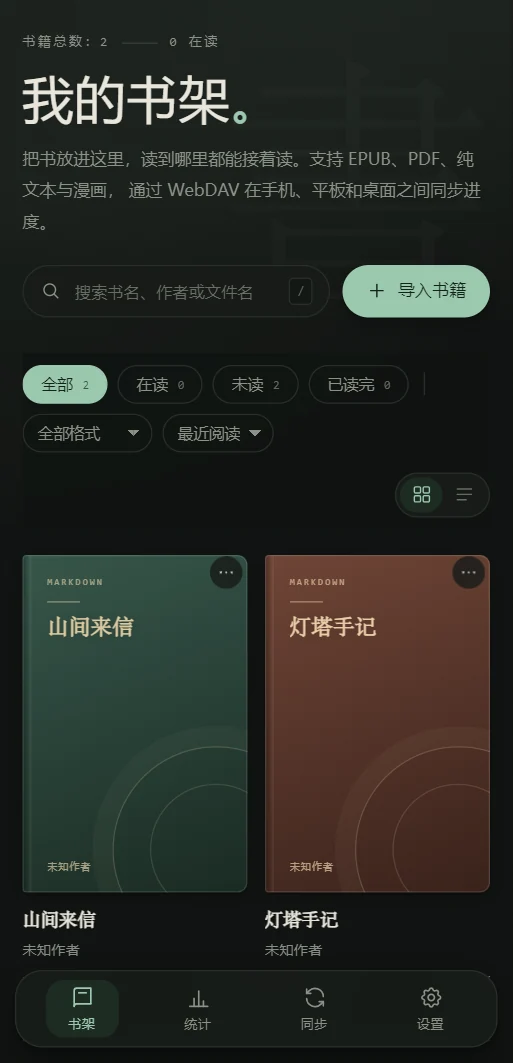 书籍总数: 2 —— 0 在读
我的书架。
把书放进这里，读到哪里都能接着读。支持 EPUB、PDF、纯
文本与漫画， 通过 WebDAV 在手机、平板和桌面之间同步进
度。
搜索书名、作者或文件名 /
+ 导入书籍
全部 2 在读 0 未读 2 已读完 0
全部格式 最近阅读
MARKDOWN
山间来信
未知作者
MARKDOWN
灯塔手记
未知作者
山间来信
未知作者
灯塔手记
未知作者
书架 统计 同步 设置
書